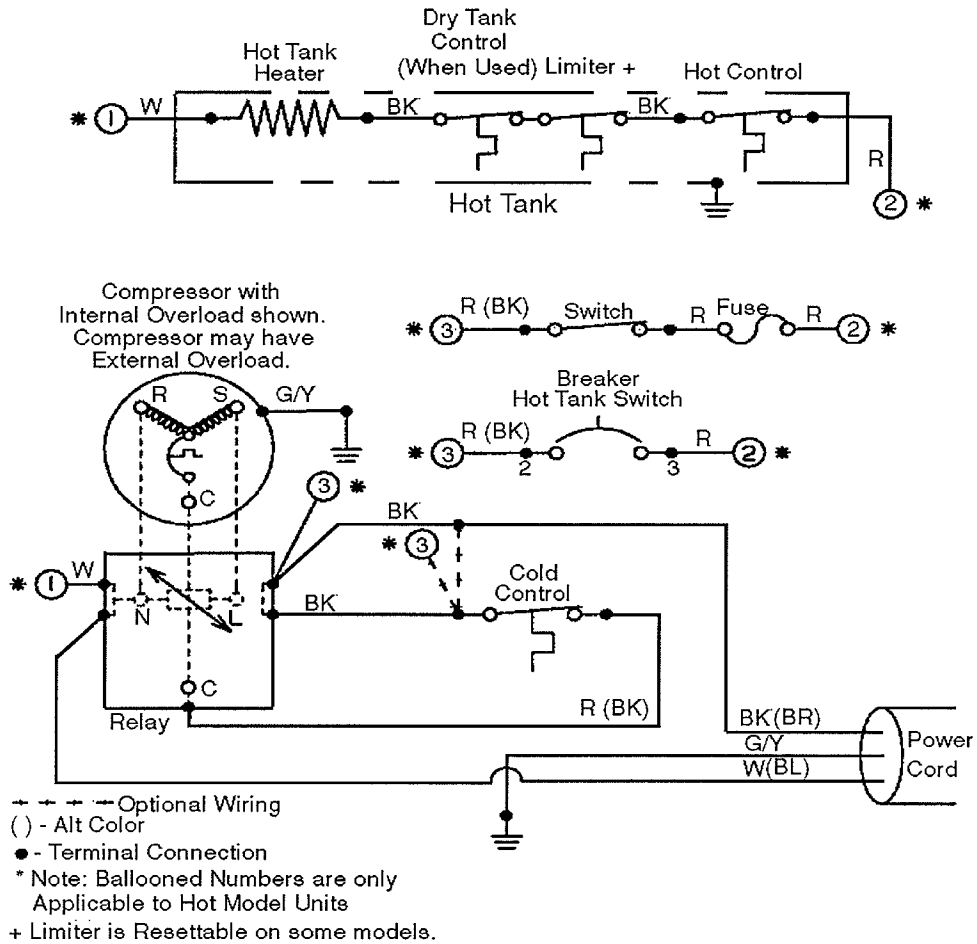 Dry Tank
Control
(When Used)
Limiter +
Hot Tank
Heater
Hot Control
* 1
W
BK
BK
R
2 *
Hot Tank
Compressor with
Internal Overload shown.
Compressor may have
External Overload.
R
S
G/Y
C
* 3
R (BK)
Switch
R
Fuse
R
2 *
Breaker
Hot Tank Switch
* 3
R (BK)
2
3
R
2 *
3 *
BK
* 3
* 1
W
N
L
BK
Cold
Control
C
Relay
R (BK)
BK(BR)
G/Y
W(BL)
Power
Cord
Optional Wiring
( ) - Alt Color
- Terminal Connection
* Note: Ballooned Numbers are only
Applicable to Hot Model Units
+ Limiter is Resettable on some models.